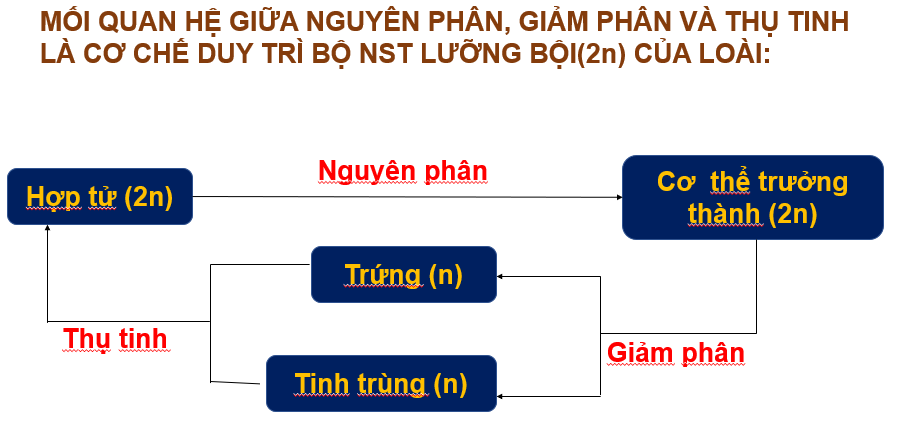 MỐI QUAN HỆ GIỮA NGUYÊN PHÂN, GIẢM PHÂN VÀ THỤ TINH
LÀ CƠ CHẾ DUY TRÌ BỘ NST LƯỠNG BỘI(2n) CỦA LOÀI:
Nguyên phân
Hợp tử (2n)
Cơ thể trưởng
thành (2n)
Trứng (n)
Thụ tinh
Giảm phân
Tinh trùng (n)